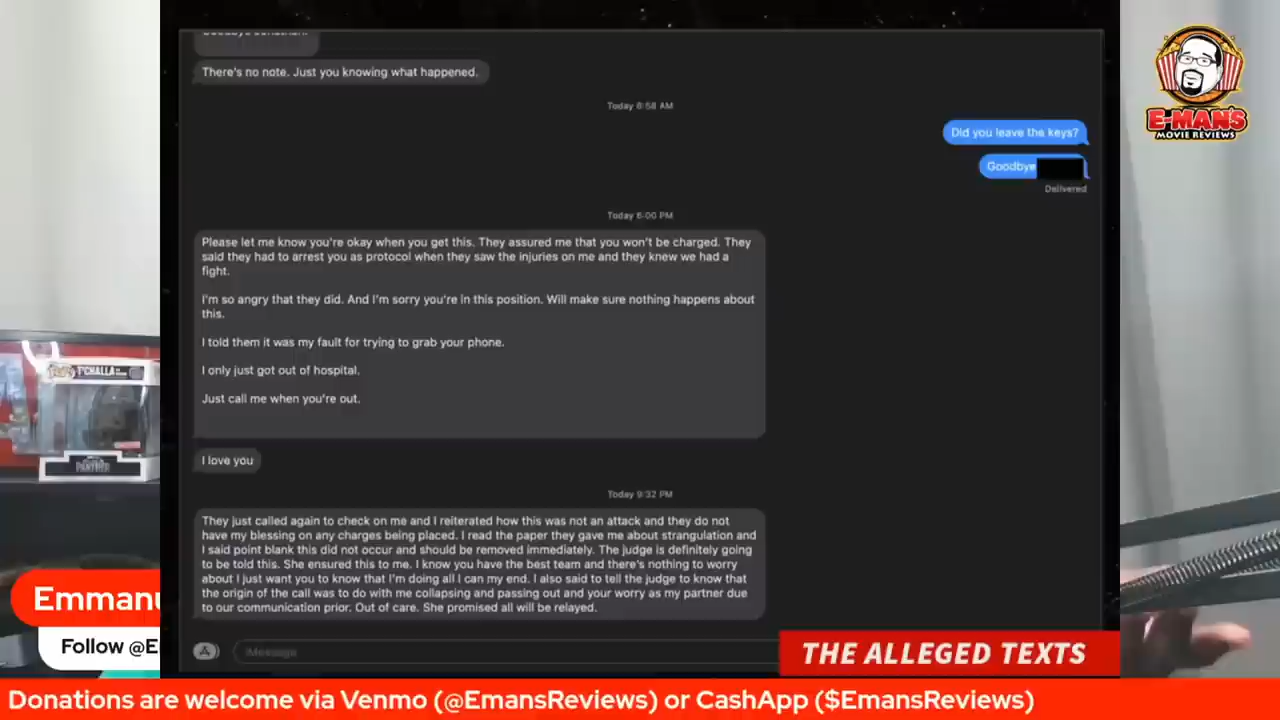 There's no note. Just you knowing what happened.
Today 8:58 AM
Did you leave the keys?
Goodbye
Delivered
Today 6:00 PM
Please let me know you're okay when you get this. They assured me that you won't be charged. They
said they had to arrest you as protocol when they saw the injuries on me and they knew we had a
fight.
I'm so angry that they did. And I'm sorry you're in this position. Will make sure nothing happens about
this.
I told them it was my fault for trying to grab your phone.
I only just got out of hospital.
Just call me when you're out.
I love you
Today 9:32 PM
They just called again to check on me and I reiterated how this was not an attack and they do not
have my blessing on any charges being placed. I read the paper they gave me about strangulation and
I said point blank this did not occur and should be removed immediately. The judge is definitely going
to be told this. She ensured this to me. I know you have the best team and there's nothing to worry
about I just want you to know that I'm doing all I can my end. I also said to tell the judge to know that
the origin of the call was to do with me collapsing and passing out and your worry as my partner due
to our communication prior. Out of care. She promised all will be relayed.
iMessage
THE ALLEGED TEXTS
E-MAN'S
MOVIE REVIEWS
T'CHALLA
BLACK
PANTHER
Emmanu
Follow @E
Donations are welcome via Venmo (@EmansReviews) or CashApp ($EmansReviews)